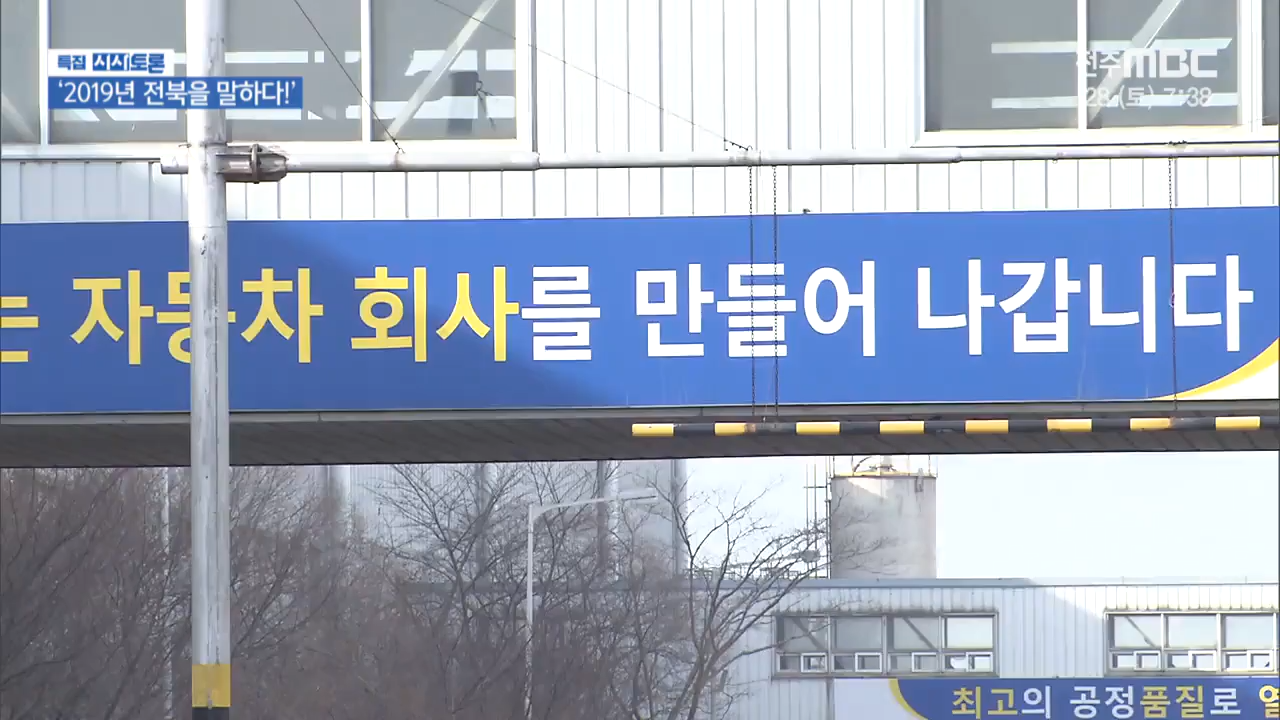 특집 시사토론
'2019년 전북을 말하다!'
전주MBC
28 (토) 7:38
는 자동차 회사를 만들어 나갑니다
최고의 공정품질로